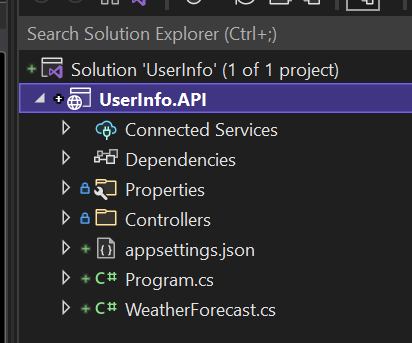 Search Solution Explorer (Ctrl+;)
Solution 'UserInfo' (1 of 1 project)
UserInfo.API
Connected Services
Dependencies
Properties
Controllers
appsettings.json
C# Program.cs
C# WeatherForecast.cs